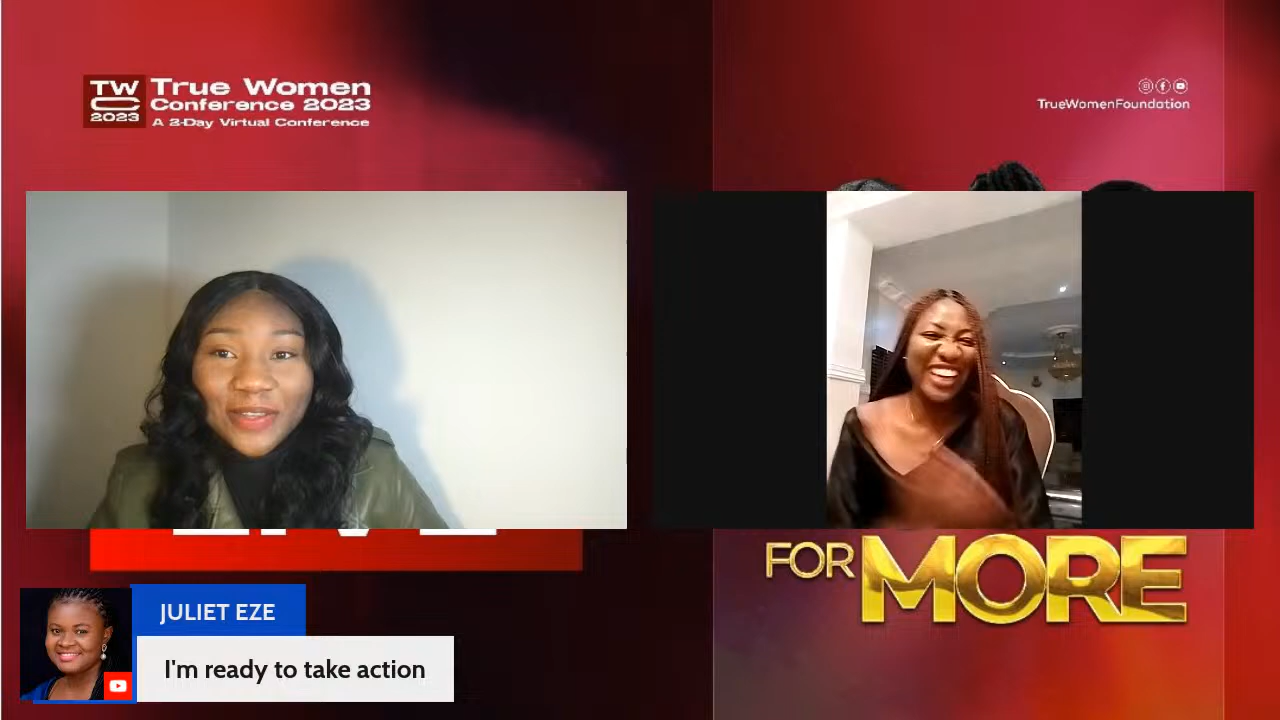 TW
C
2023
True Women
Conference 2023
A 2-Day Virtual Conference
TrueWomenFoundation
FOR MORE
JULIET EZE
I'm ready to take action